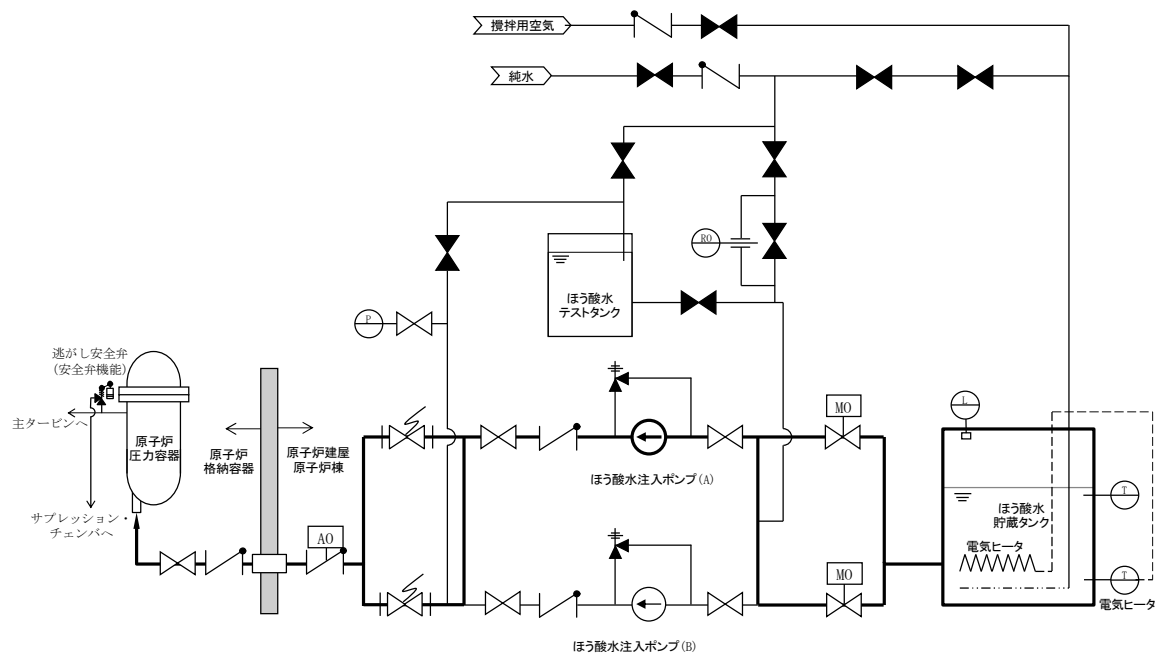 攪拌用空気
純水
RO
ほう酸水
テストタンク
P
逃がし安全弁
(安全弁機能)
主タービンへ
原子炉
圧力容器
原子炉
格納容器
原子炉建屋
原子炉棟
サプレッション・
チェンバへ
AO
ほう酸水注入ポンプ(A)
MO
L
ほう酸水
貯蔵タンク
T
電気ヒータ
MO
T
電気ヒータ
ほう酸水注入ポンプ(B)